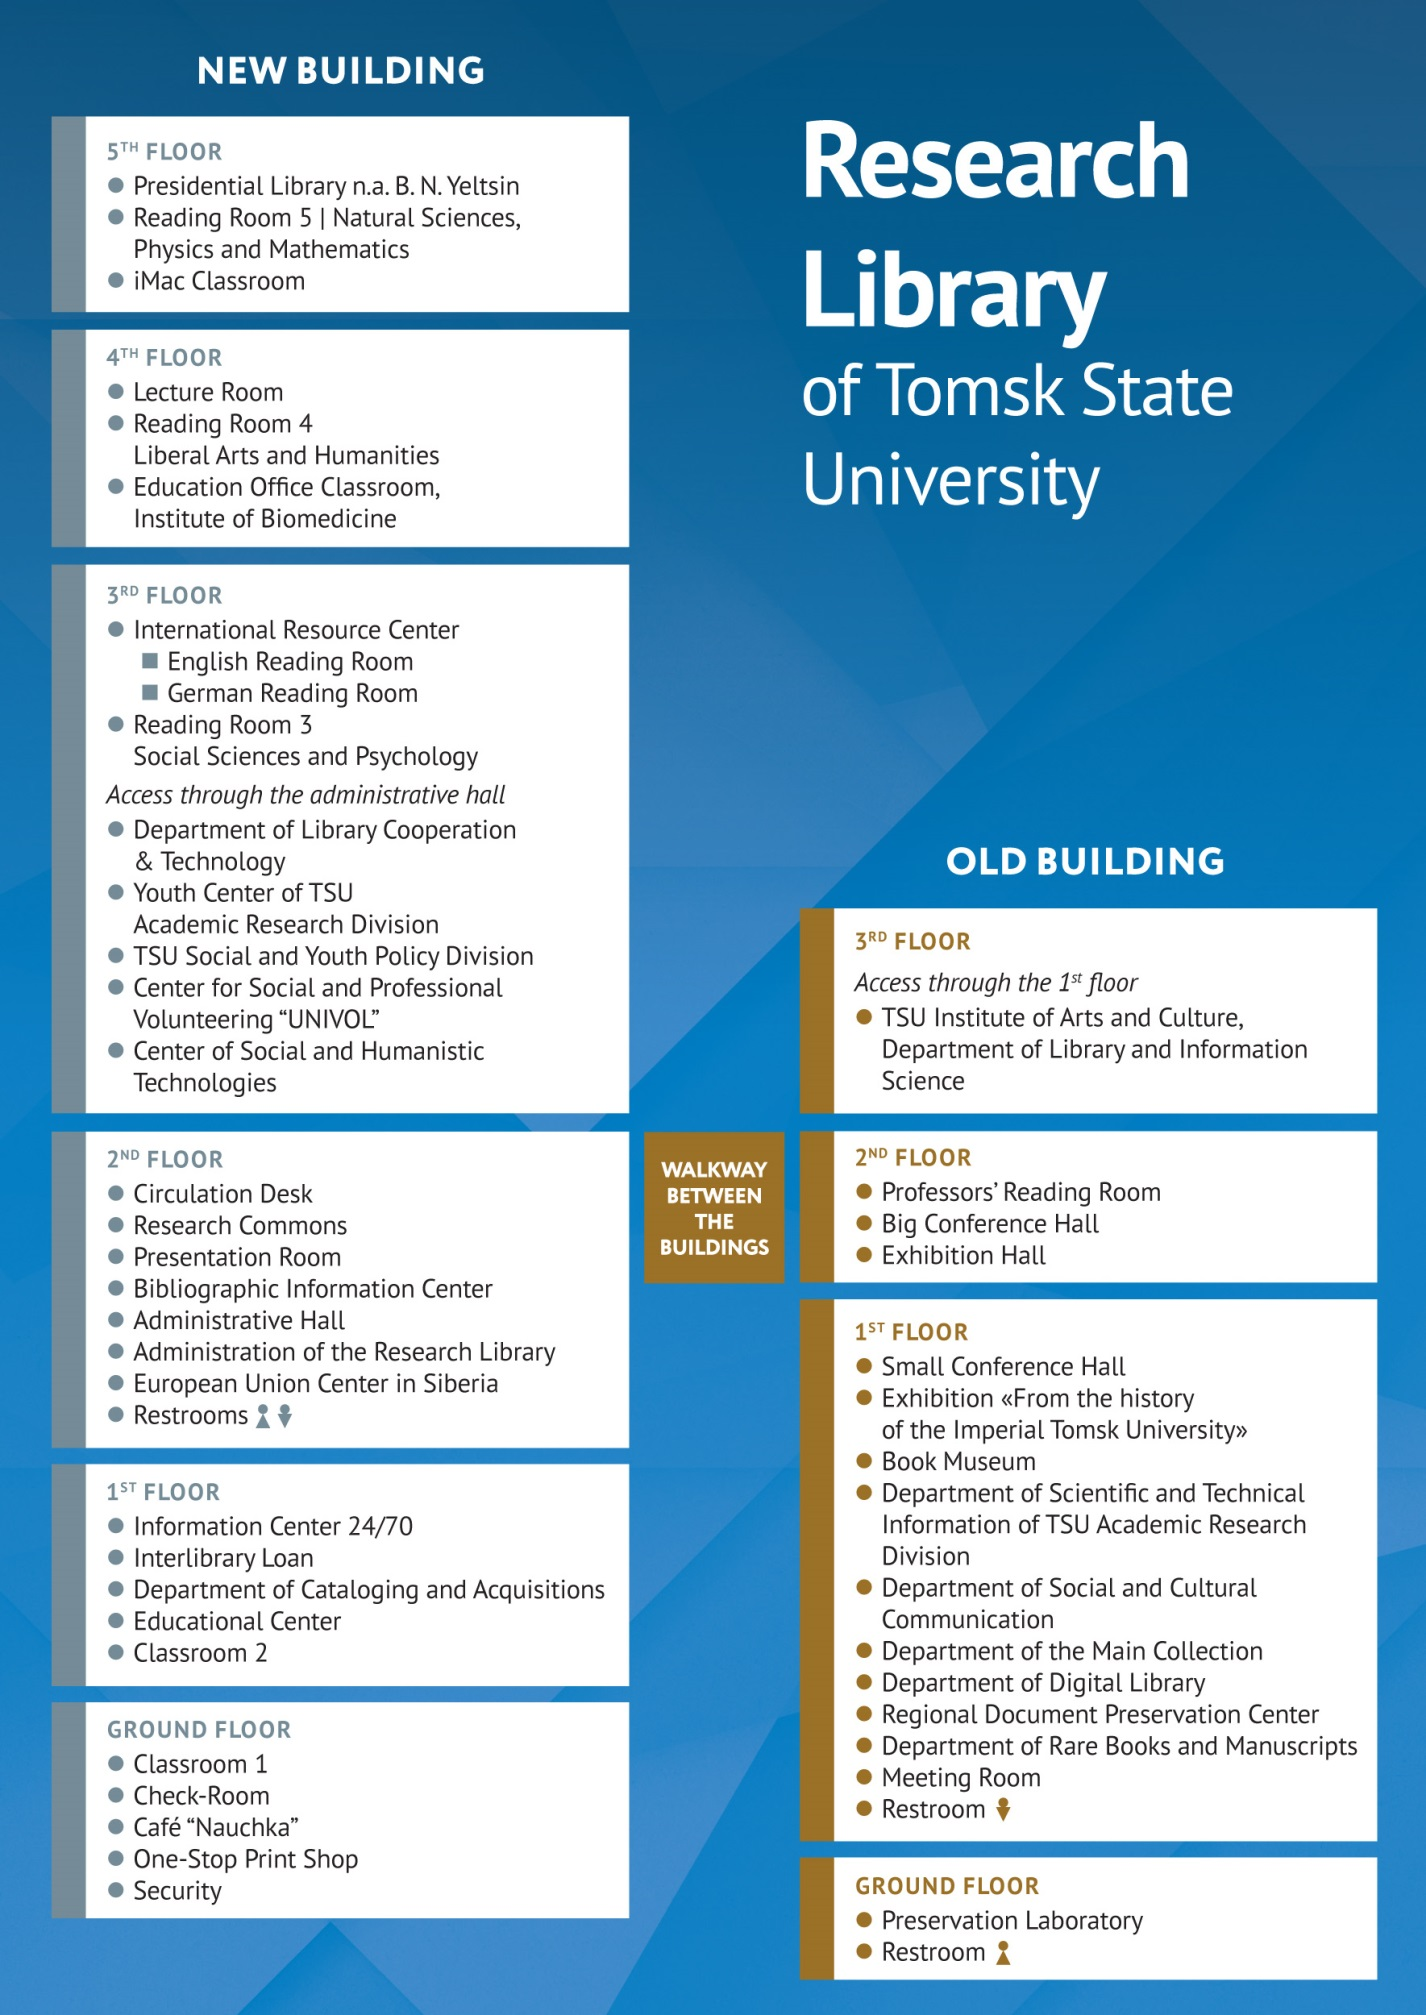 NEW BUILDING
5TH FLOOR
Presidential Library n.a. B. N. Yeltsin
Reading Room 5 | Natural Sciences,
Physics and Mathematics
iMac Classroom
4TH FLOOR
Lecture Room
Reading Room 4
Liberal Arts and Humanities
Education Office Classroom,
Institute of Biomedicine
3RD FLOOR
International Resource Center
English Reading Room
German Reading Room
Reading Room 3
Social Sciences and Psychology
Access through the administrative hall
Department of Library Cooperation
& Technology
Youth Center of TSU
Academic Research Division
TSU Social and Youth Policy Division
Center for Social and Professional
Volunteering “UNIVOL”
Center of Social and Humanistic
Technologies
2ND FLOOR
Circulation Desk
Research Commons
Presentation Room
Bibliographic Information Center
Administrative Hall
Administration of the Research Library
European Union Center in Siberia
Restrooms
1ST FLOOR
Information Center 24/70
Interlibrary Loan
Department of Cataloging and Acquisitions
Educational Center
Classroom 2
GROUND FLOOR
Classroom 1
Check-Room
Café “Nauchka”
One-Stop Print Shop
Security
WALKWAY
BETWEEN
THE
BUILDINGS
Research
Library
of Tomsk State
University
OLD BUILDING
3RD FLOOR
Access through the 1st floor
TSU Institute of Arts and Culture,
Department of Library and Information
Science
2ND FLOOR
Professors’ Reading Room
Big Conference Hall
Exhibition Hall
1ST FLOOR
Small Conference Hall
Exhibition «From the history
of the Imperial Tomsk University»
Book Museum
Department of Scientific and Technical
Information of TSU Academic Research
Division
Department of Social and Cultural
Communication
Department of the Main Collection
Department of Digital Library
Regional Document Preservation Center
Department of Rare Books and Manuscripts
Meeting Room
Restroom
GROUND FLOOR
Preservation Laboratory
Restroom